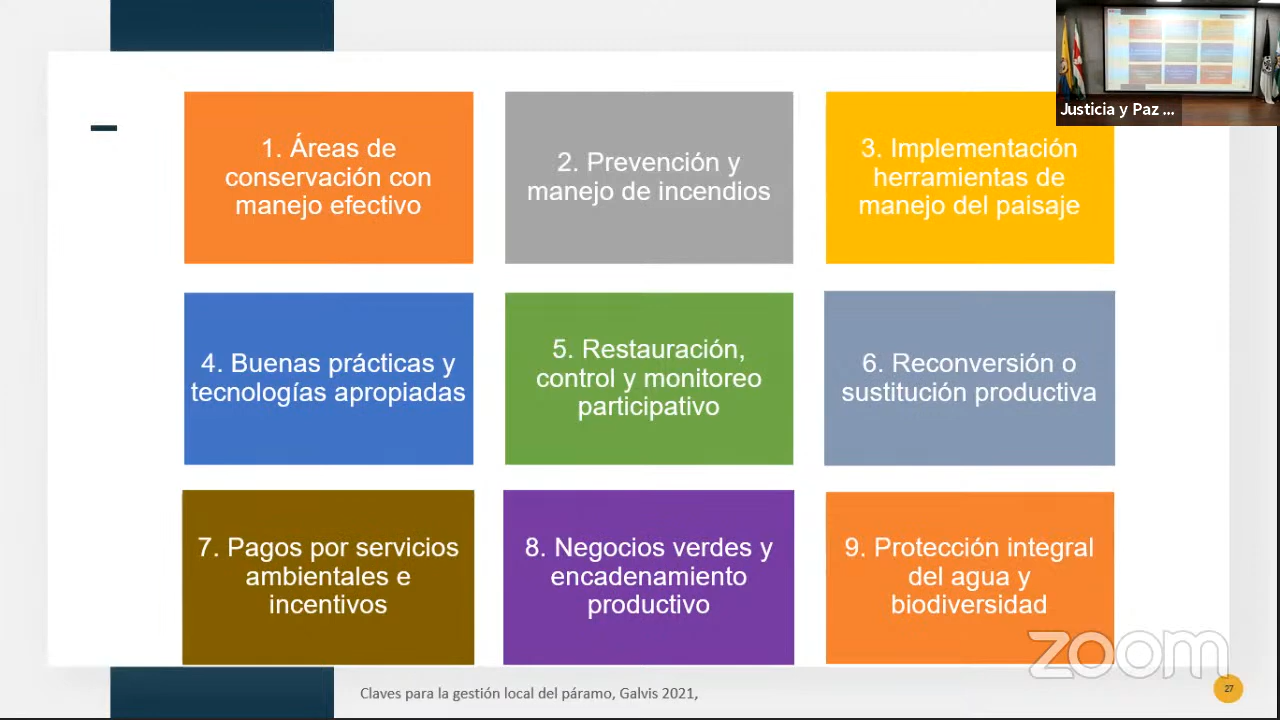 Justicia y Paz ...
1. Áreas de
conservación con
manejo efectivo
2. Prevención y
manejo de incendios
3. Implementación
herramientas de
manejo del paisaje
4. Buenas prácticas y
tecnologías apropiadas
5. Restauración,
control y monitoreo
participativo
6. Reconversión o
sustitución productiva
7. Pagos por servicios
ambientales e
incentivos
8. Negocios verdes y
encadenamiento
productivo
9. Protección integral
del agua y
biodiversidad
zoom
Claves para la gestión local del páramo, Galvis 2021,
27